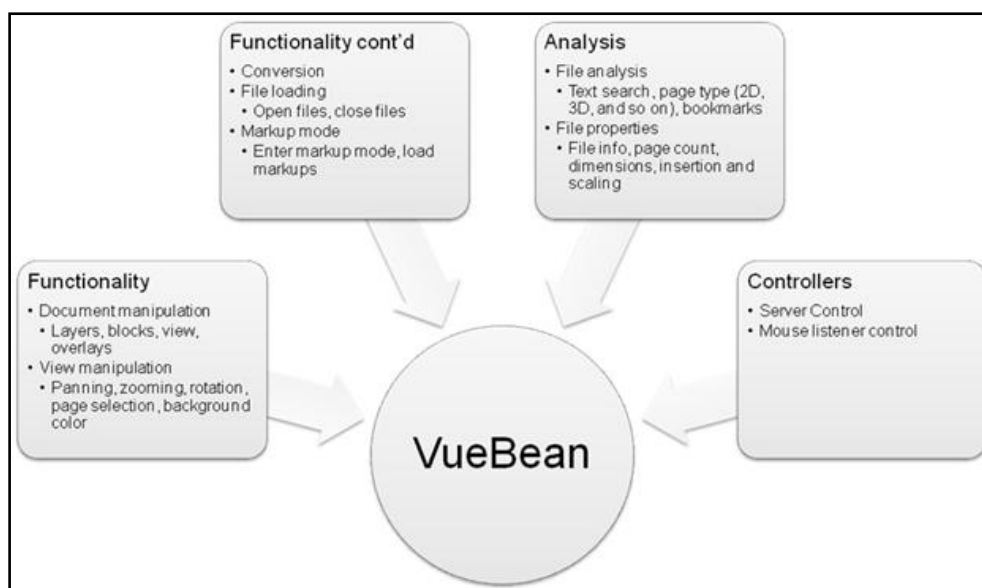 Functionality cont'd
• Conversion
• File loading
• Open files, close files
• Markup mode
• Enter markup mode, load
markups
Analysis
• File analysis
• Text search, page type (2D,
3D, and so on), bookmarks
• File properties
• File info, page count,
dimensions, insertion and
scaling
Functionality
• Document manipulation
• Layers, blocks, view,
overlays
• View manipulation
• Panning, zooming, rotation,
page selection, background
color
Controllers
• Server Control
• Mouse listener control
VueBean